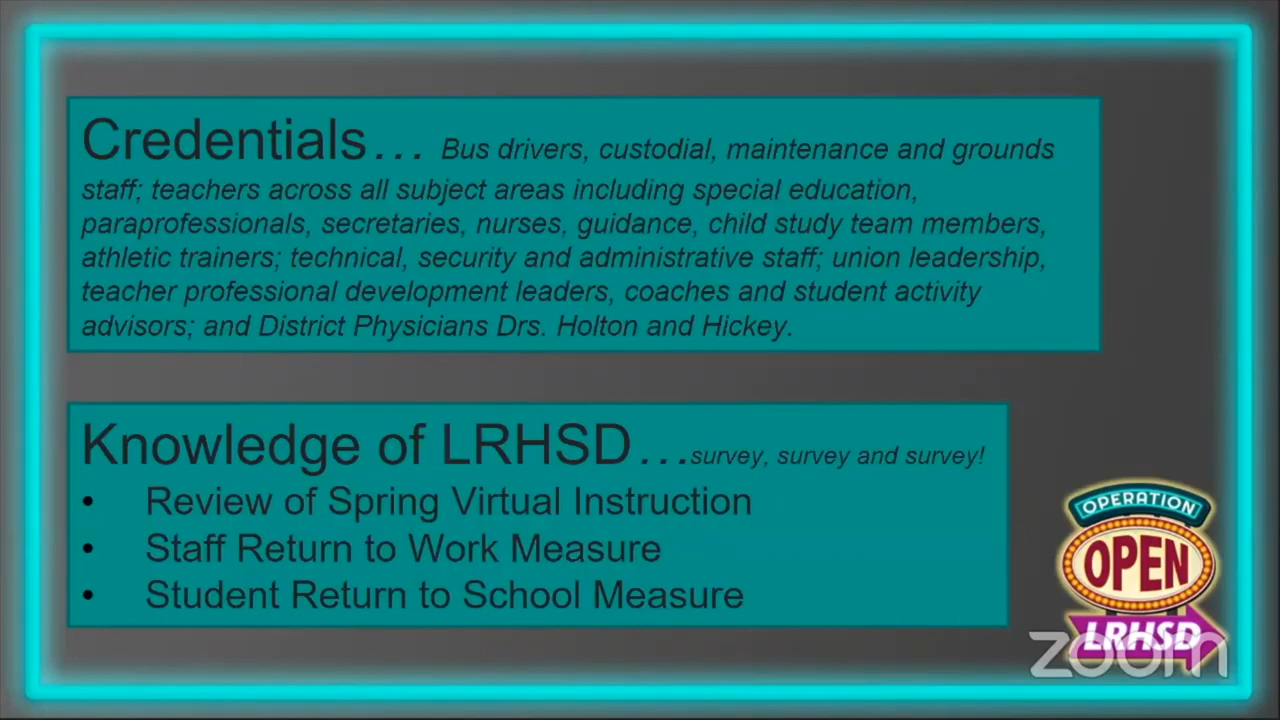 Credentials... Bus drivers, custodial, maintenance and grounds
staff; teachers across all subject areas including special education,
paraprofessionals, secretaries, nurses, guidance, child study team members,
athletic trainers; technical, security and administrative staff; union leadership,
teacher professional development leaders, coaches and student activity
advisors; and District Physicians Drs. Holton and Hickey.
Knowledge of LRHSD...survey, survey and survey!
• Review of Spring Virtual Instruction
• Staff Return to Work Measure
• Student Return to School Measure
OPERATION
OPEN
LRHSD
zoom